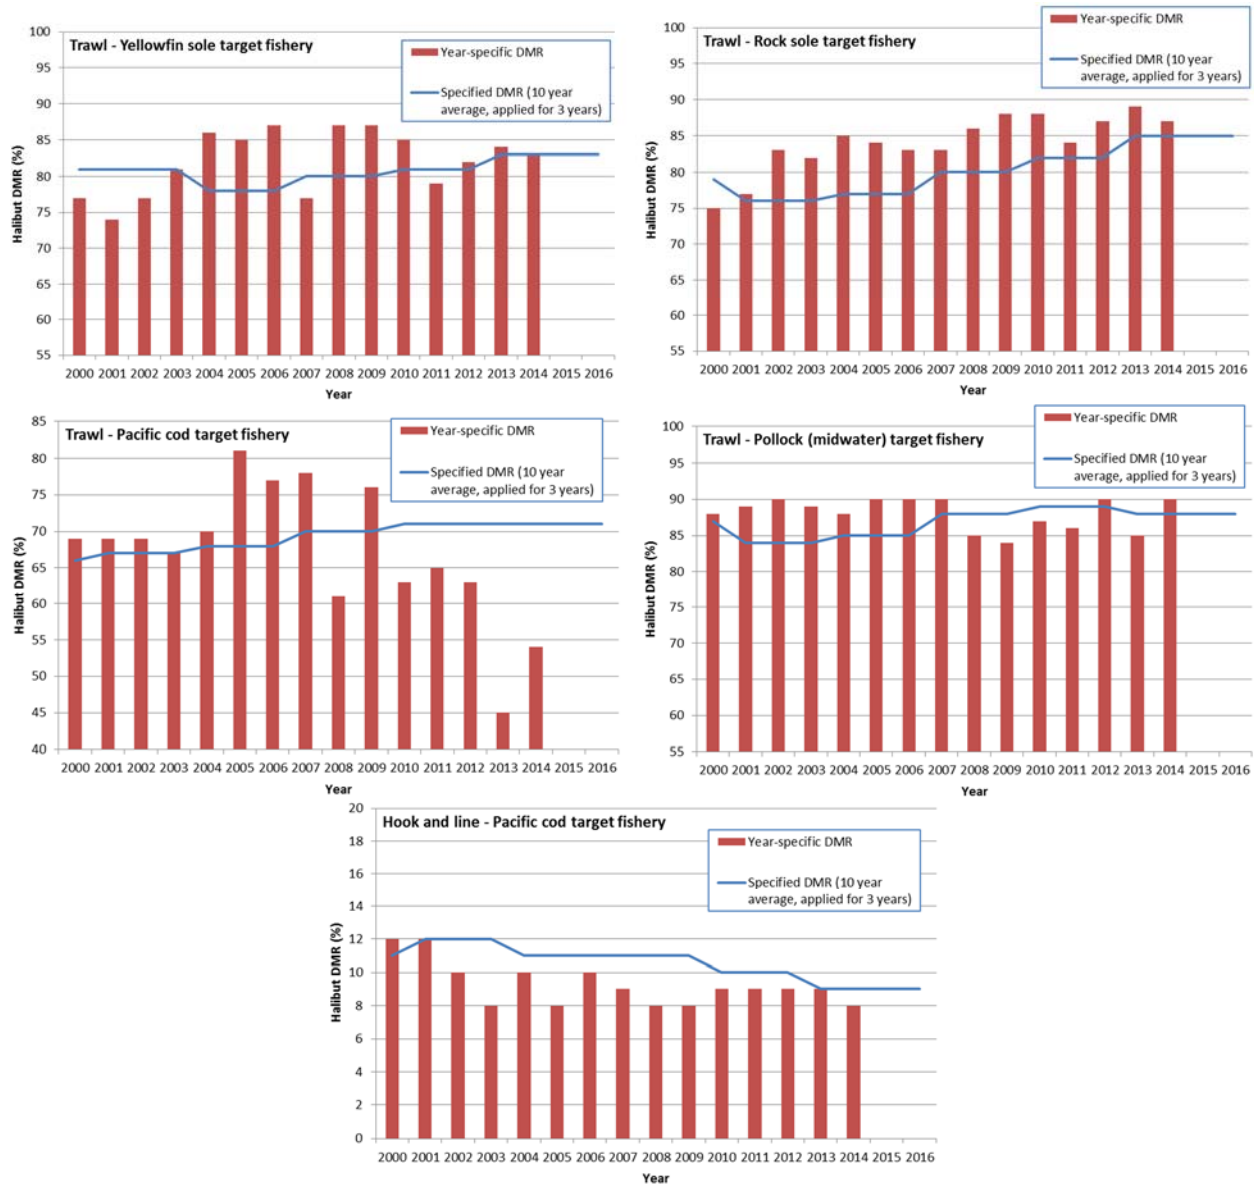 Trawl - Yellowfin sole target fishery
Year-specific DMR
Specified DMR (10 year
average, applied for 3 years)
Halibut DMR (%)
100
95
90
85
80
75
70
65
60
55
2000 2001 2002 2003 2004 2005 2006 2007 2008 2009 2010 2011 2012 2013 2014 2015 2016
Year
Trawl - Rock sole target fishery
Year-specific DMR
Specified DMR (10 year
average, applied for 3 years)
Halibut DMR (%)
100
95
90
85
80
75
70
65
60
55
2000 2001 2002 2003 2004 2005 2006 2007 2008 2009 2010 2011 2012 2013 2014 2015 2016
Year
Trawl - Pacific cod target fishery
Year-specific DMR
Specified DMR (10 year
average, applied for 3 years)
Halibut DMR (%)
85
80
75
70
65
60
55
50
45
40
2000 2001 2002 2003 2004 2005 2006 2007 2008 2009 2010 2011 2012 2013 2014 2015 2016
Year
Trawl - Pollock (midwater) target fishery
Year-specific DMR
Specified DMR (10 year
average, applied for 3 years)
Halibut DMR (%)
100
95
90
85
80
75
70
65
60
55
2000 2001 2002 2003 2004 2005 2006 2007 2008 2009 2010 2011 2012 2013 2014 2015 2016
Year
Hook and line - Pacific cod target fishery
Year-specific DMR
Specified DMR (10 year
average, applied for 3 years)
Halibut DMR (%)
20
18
16
14
12
10
8
6
4
2
0
2000 2001 2002 2003 2004 2005 2006 2007 2008 2009 2010 2011 2012 2013 2014 2015 2016
Year